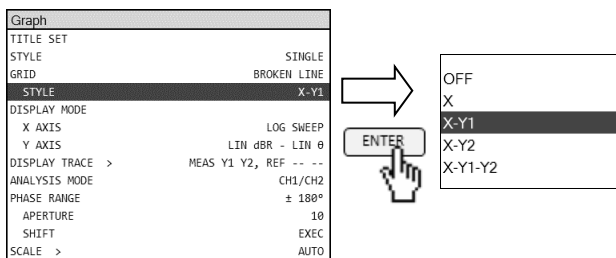 Graph
TITLE SET
STYLE SINGLE
GRID BROKEN LINE
STYLE X-Y1
DISPLAY MODE
X AXIS LOG SWEEP
Y AXIS LIN dBR - LIN θ
DISPLAY TRACE > MEAS Y1 Y2, REF -- --
ANALYSIS MODE CH1/CH2
PHASE RANGE ± 180°
APERTURE 10
SHIFT EXEC
SCALE > AUTO
ENTER
OFF
X
X-Y1
X-Y2
X-Y1-Y2